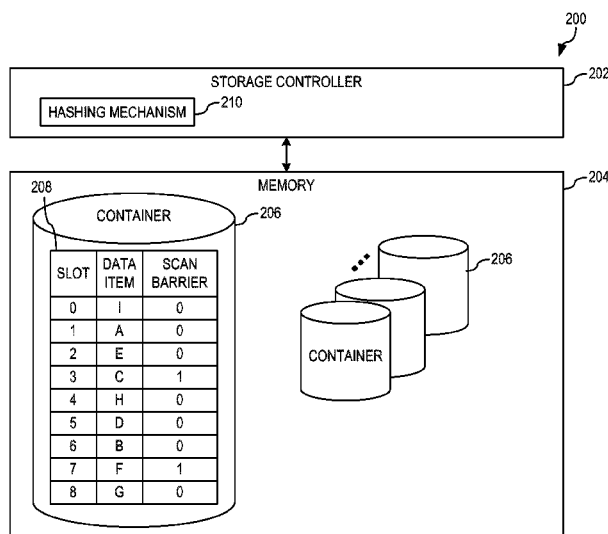 200
STORAGE CONTROLLER
202
HASHING MECHANISM
210
MEMORY
204
208
CONTAINER
206
SLOT DATA ITEM SCAN BARRIER
0 I 0
1 A 0
2 E 0
3 C 1
4 H 0
5 D 0
6 B 0
7 F 1
8 G 0
206
CONTAINER